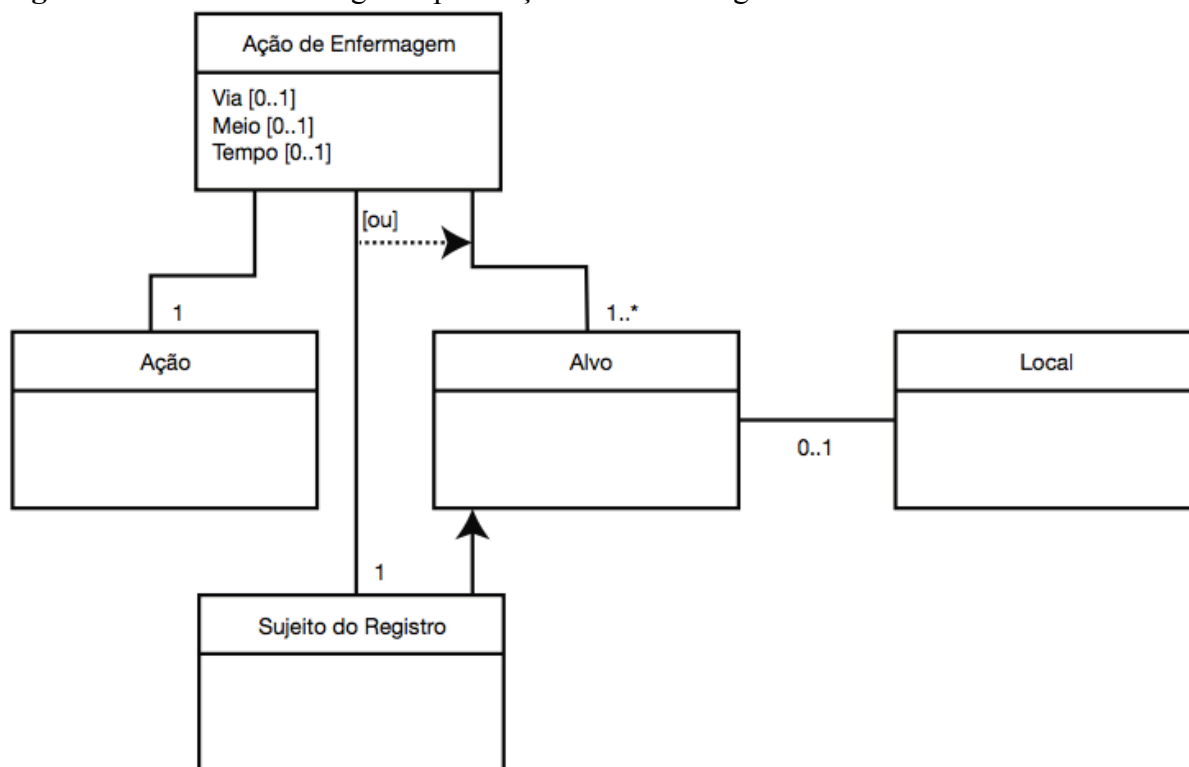 Ação de Enfermagem
Via [0..1]
Meio [0..1]
Tempo [0..1]
[ou]
1
1..*
Ação
Alvo
Local
0..1
1
Sujeito do Registro